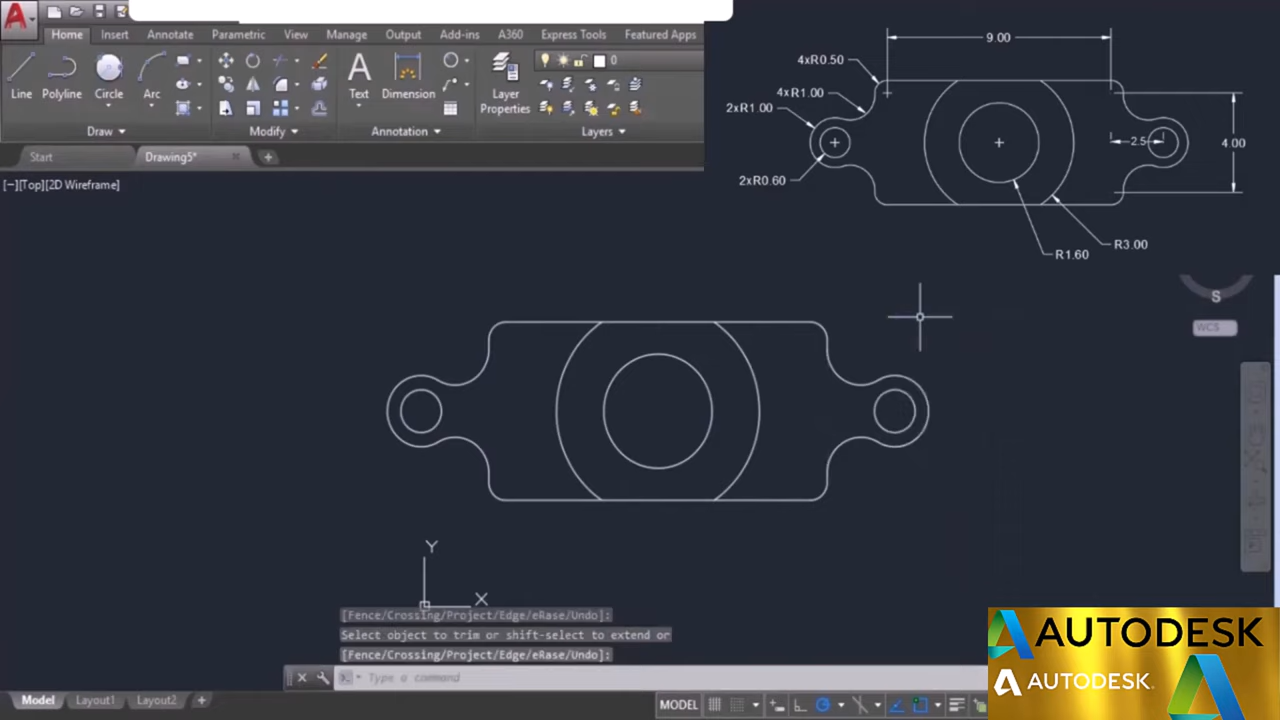 A
Home Insert Annotate Parametric View Manage Output Add-ins A360 Express Tools Featured Apps
Line Polyline Circle Arc
A
Text Dimension
Layer
Properties
0
Draw Modify Annotation Layers
Start Drawing5* +
[−][Top][2D Wireframe]
9.00
4xR0.50
4xR1.00
2xR1.00
2xR0.60
2.5
4.00
R3.00
R1.60
S
WCS
Y
X
[Fence/Crossing/Project/Edge/eRase/Undo]:
Select object to trim or shift-select to extend or
[Fence/Crossing/Project/Edge/eRase/Undo]:
Type a command
Model Layout1 Layout2 +
MODEL
AUTODESK
AUTODESK.